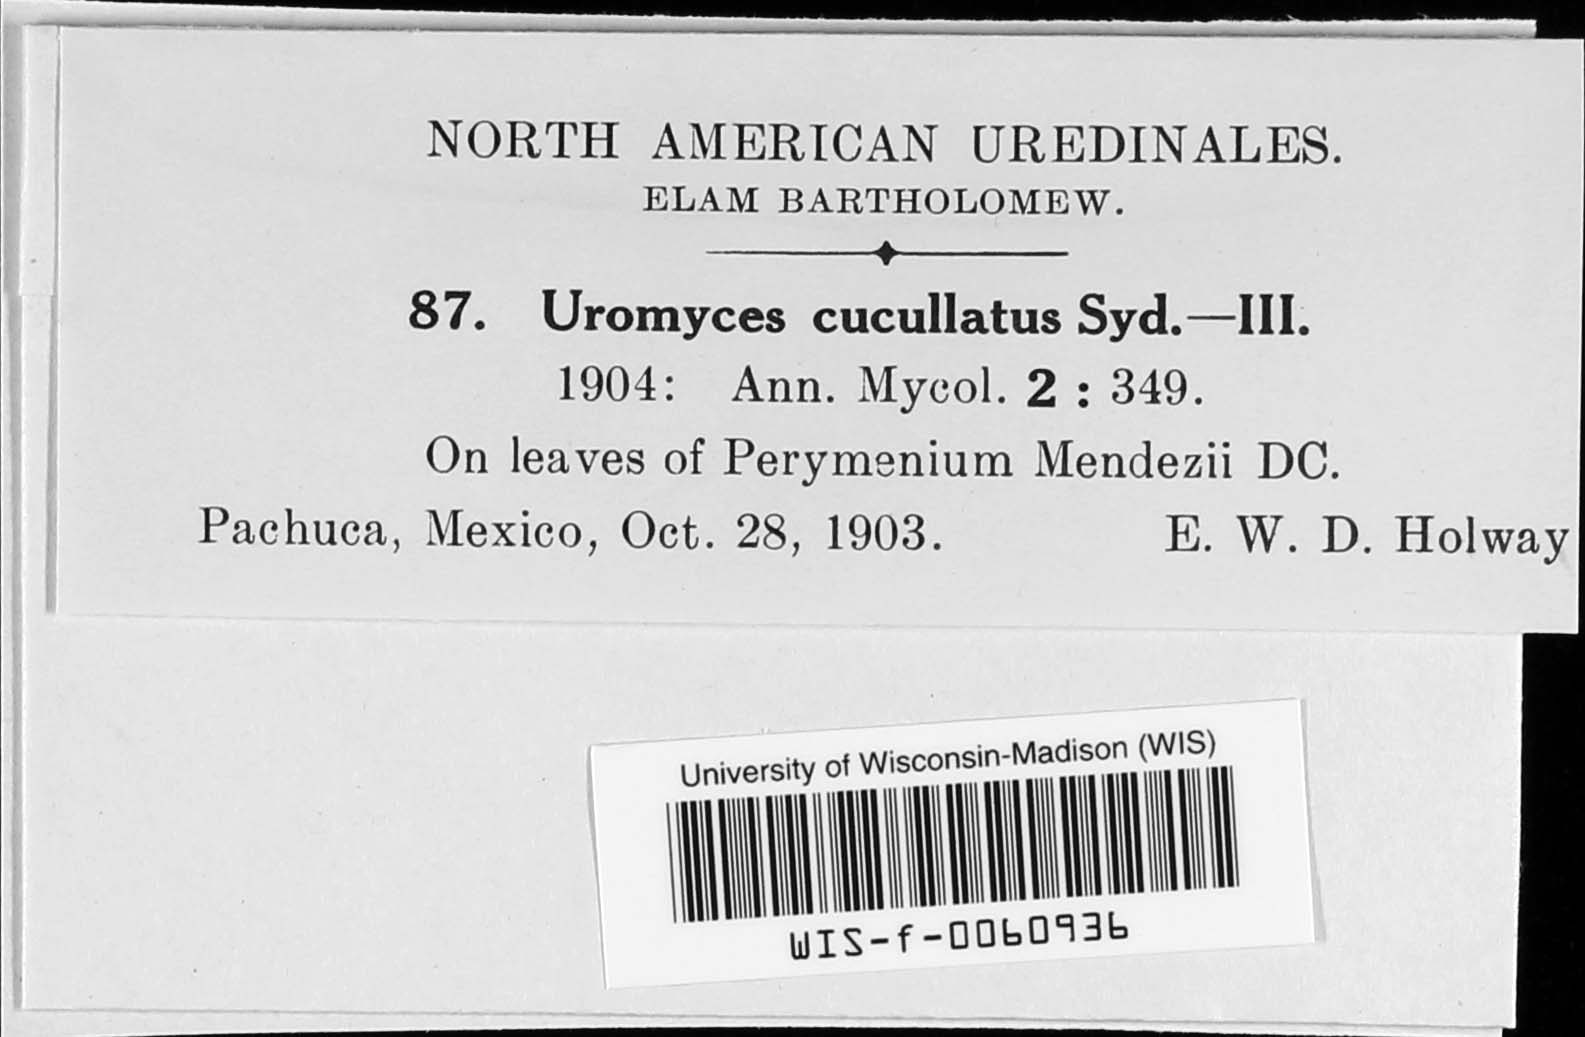 NORTH AMERICAN UREDINALES.
ELAM BARTHOLOMEW.
87. Uromyces cucullatus Syd.—III.
1904: Ann. Mycol. 2 : 349.
On leaves of Perymenium Mendezii DC.
Pachuca, Mexico, Oct. 28, 1903. E. W. D. Holway
University of Wisconsin-Madison (WIS)
WIS-f-0060936